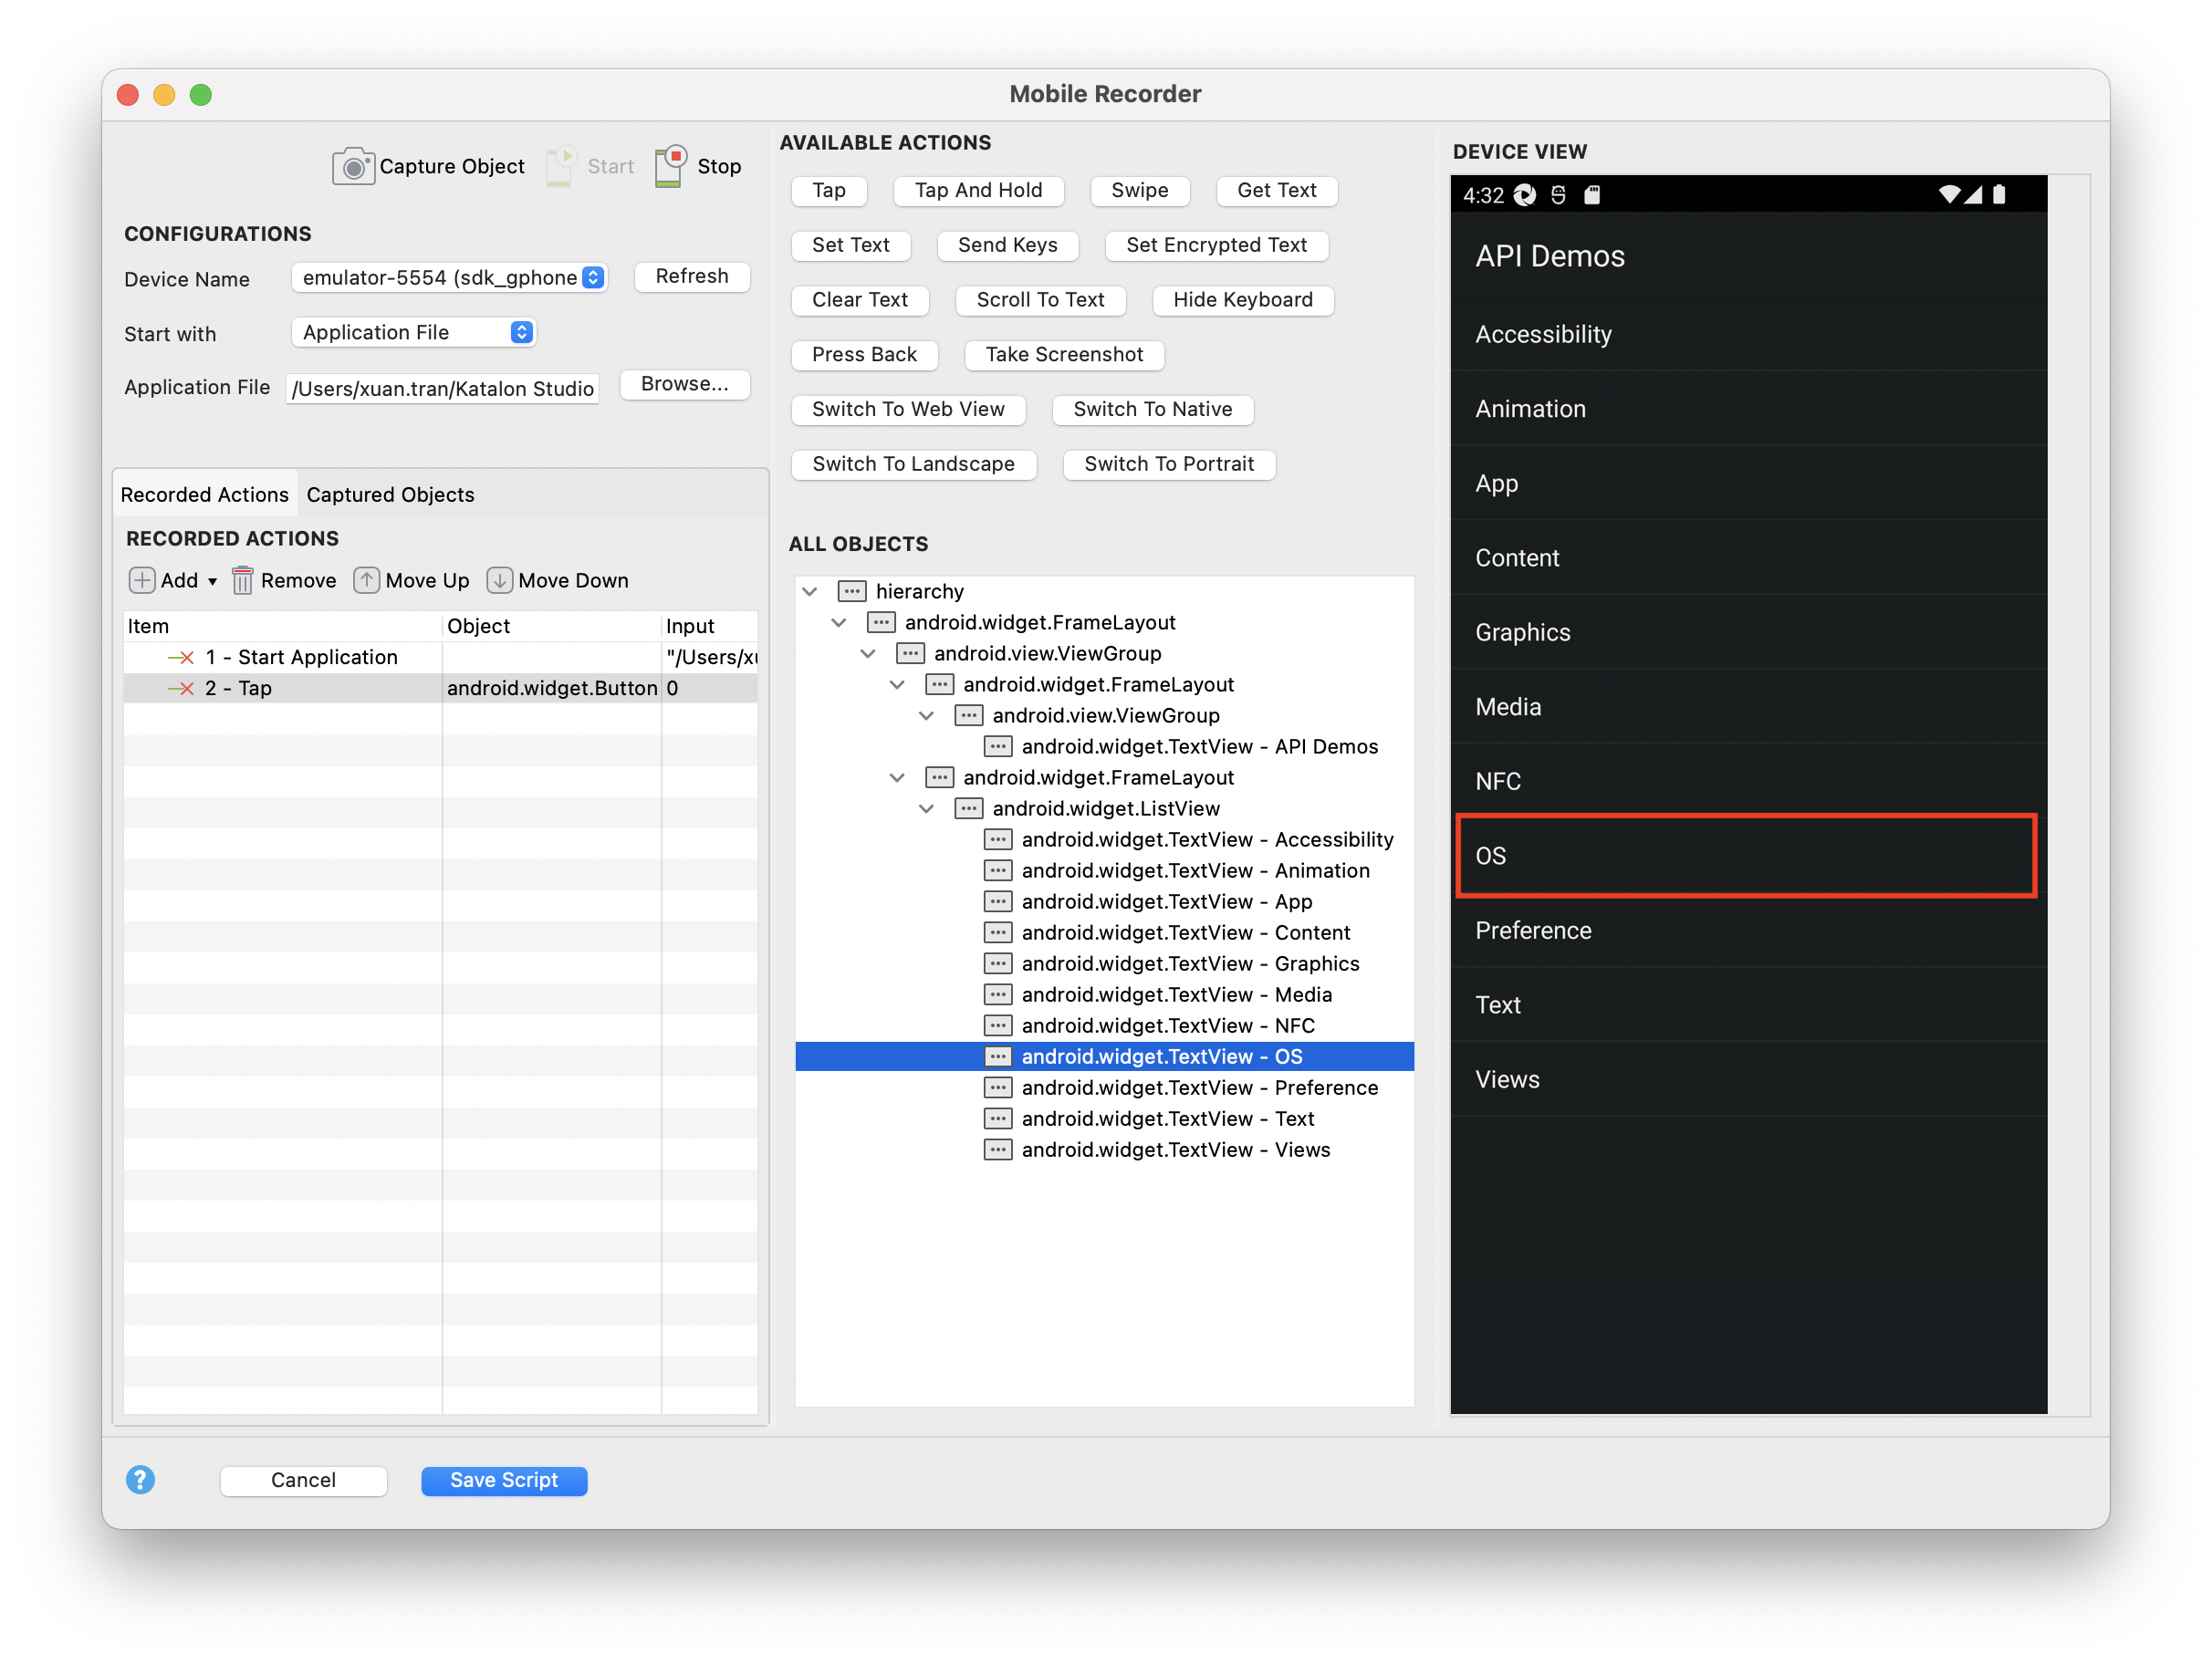 Mobile Recorder
Capture Object
Start
Stop
CONFIGURATIONS
Device Name
emulator-5554 (sdk_gphone
Refresh
Start with
Application File
Application File
/Users/xuan.tran/Katalon Studio
Browse...
Recorded Actions
Captured Objects
RECORDED ACTIONS
Add
Remove
Move Up
Move Down
Item Object Input
1 - Start Application "/Users/xu
2 - Tap android.widget.Button 0
AVAILABLE ACTIONS
Tap
Tap And Hold
Swipe
Get Text
Set Text
Send Keys
Set Encrypted Text
Clear Text
Scroll To Text
Hide Keyboard
Press Back
Take Screenshot
Switch To Web View
Switch To Native
Switch To Landscape
Switch To Portrait
ALL OBJECTS
hierarchy
android.widget.FrameLayout
android.view.ViewGroup
android.widget.FrameLayout
android.view.ViewGroup
android.widget.TextView - API Demos
android.widget.FrameLayout
android.widget.ListView
android.widget.TextView - Accessibility
android.widget.TextView - Animation
android.widget.TextView - App
android.widget.TextView - Content
android.widget.TextView - Graphics
android.widget.TextView - Media
android.widget.TextView - NFC
android.widget.TextView - OS
android.widget.TextView - Preference
android.widget.TextView - Text
android.widget.TextView - Views
DEVICE VIEW
4:32
API Demos
Accessibility
Animation
App
Content
Graphics
Media
NFC
OS
Preference
Text
Views
?
Cancel
Save Script